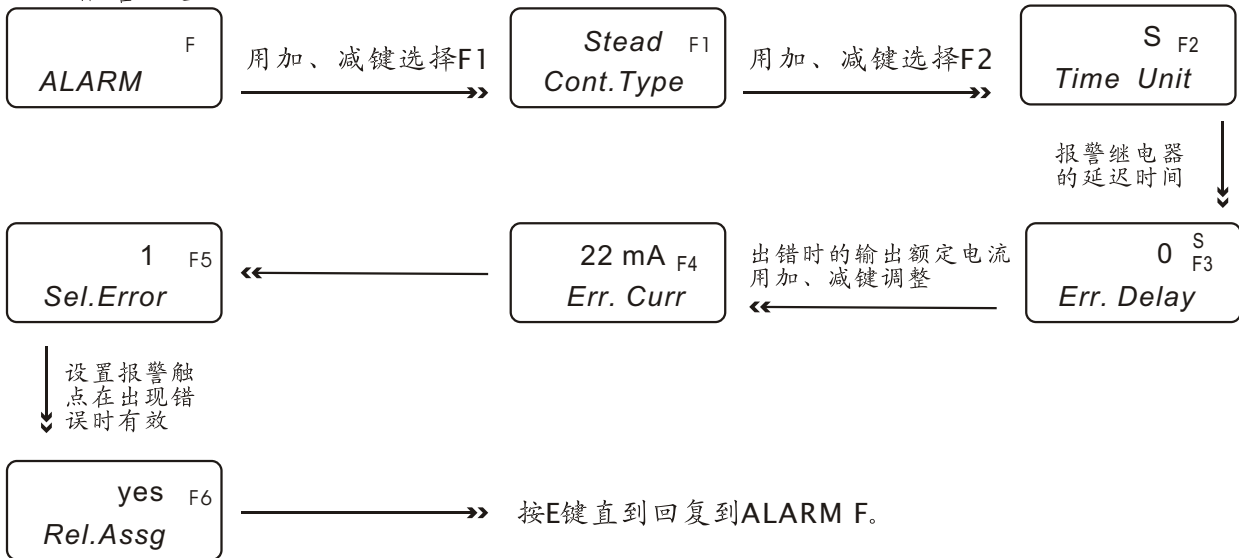 F
ALARM
用加、减键选择F1
Stead F1
Cont.Type
用加、减键选择F2
S F2
Time Unit
报警继电器
的延迟时间
0 S
F3
Err. Delay
出错时的输出额定电流
用加、减键调整
22 mA F4
Err. Curr
1 F5
Sel.Error
设置报警触
点在出现错
误时有效
yes F6
Rel.Assg
按E键直到回复到ALARM F。